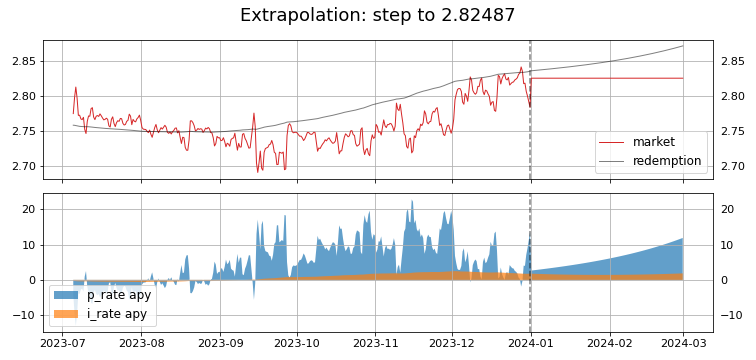 Extrapolation: step to 2.82487
2.85 2.85
2.80 2.80
2.75 2.75
2.70 2.70
market
redemption
20 20
10 10
0 0
−10 −10
p_rate apy
i_rate apy
2023-07 2023-08 2023-09 2023-10 2023-11 2023-12 2024-01 2024-02 2024-03